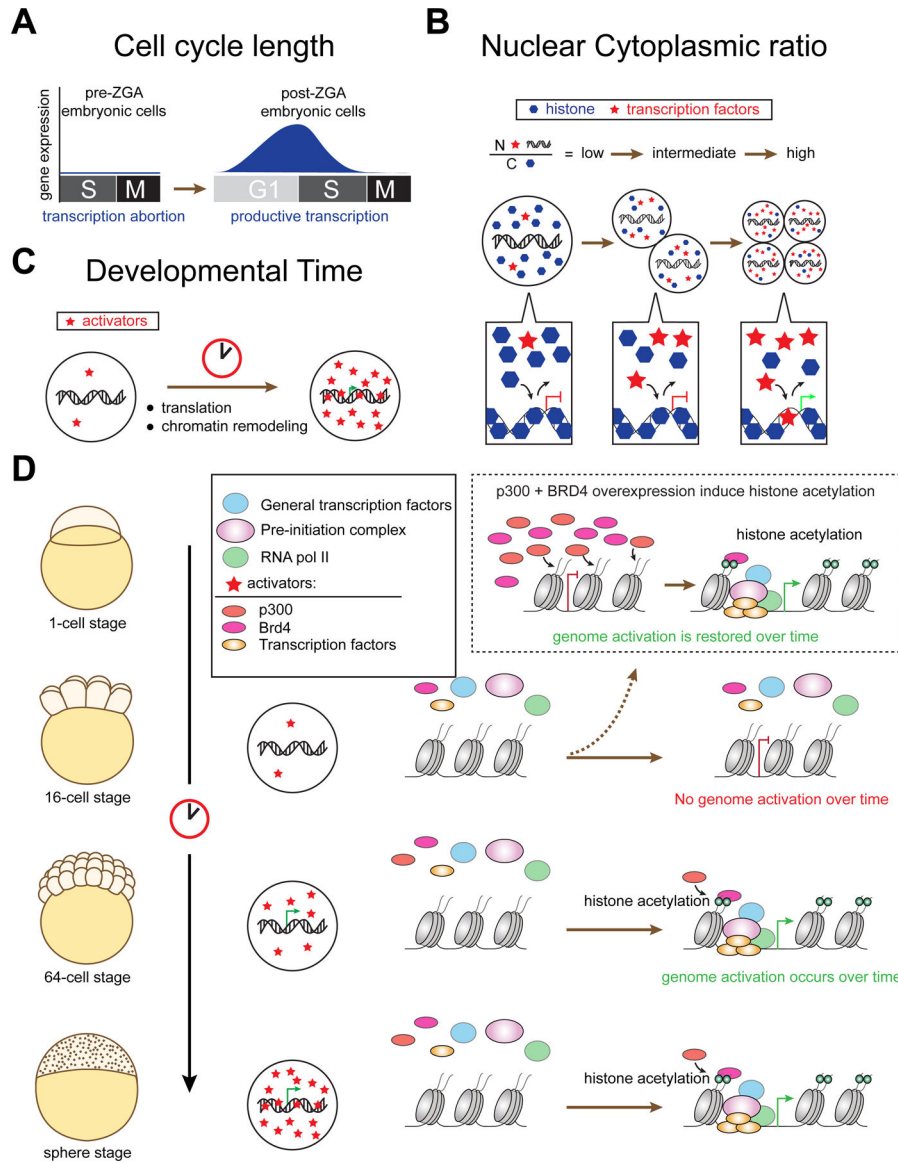 A
Cell cycle length
gene expression
pre-ZGA
embryonic cells
post-ZGA
embryonic cells
S
M
G1
S
M
transcription abortion
productive transcription
B
Nuclear Cytoplasmic ratio
histone
transcription factors
N
C
= low
intermediate
high
C
Developmental Time
activators
translation
chromatin remodeling
D
1-cell stage
16-cell stage
64-cell stage
sphere stage
General transcription factors
Pre-initiation complex
RNA pol II
activators:
p300
Brd4
Transcription factors
p300 + BRD4 overexpression induce histone acetylation
histone acetylation
genome activation is restored over time
No genome activation over time
histone acetylation
genome activation occurs over time
histone acetylation